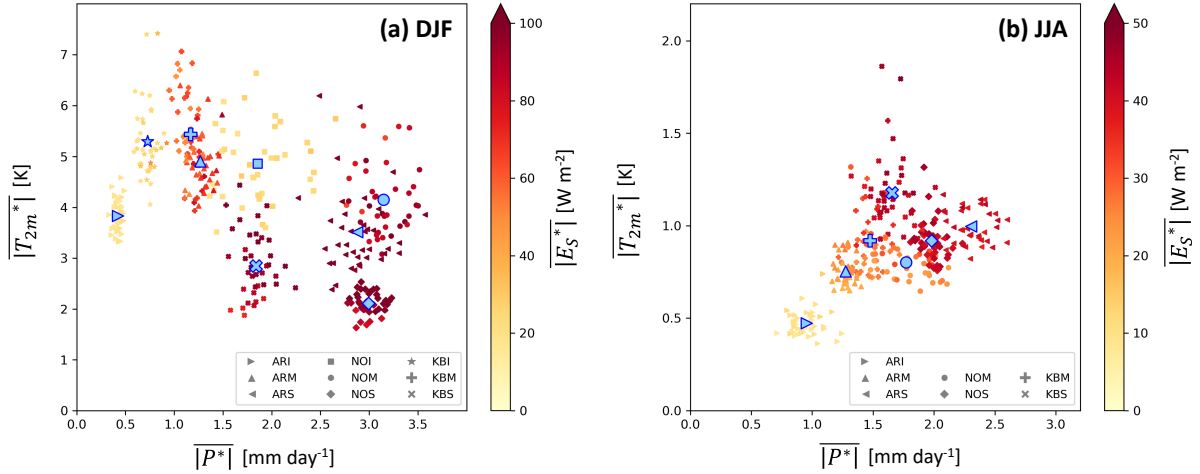 (a) DJF
7
6
5
4
3
2
1
0
|T2m*| [K]
0.0 0.5 1.0 1.5 2.0 2.5 3.0 3.5
|P*| [mm day-1]
ARI NOI KBI
ARM NOM KBM
ARS NOS KBS
100
80
60
40
20
0
|ES*| [W m-2]
(b) JJA
2.0
1.5
1.0
0.5
0.0
|T2m*| [K]
0.0 0.5 1.0 1.5 2.0 2.5 3.0
|P*| [mm day-1]
ARI
ARM NOM KBM
ARS NOS KBS
50
40
30
20
10
0
|ES*| [W m-2]